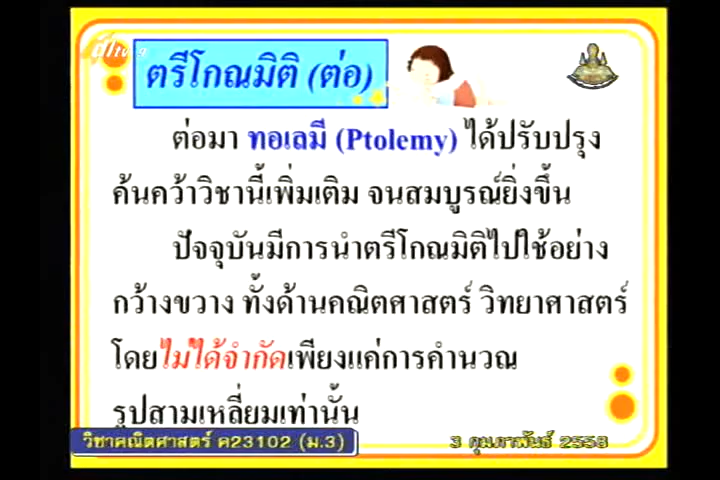 ตรีโกณมิติ (ต่อ)
ต่อมา ทอเลมี (Ptolemy) ได้ปรับปรุง
ค้นคว้าวิชานี้เพิ่มเติม จนสมบูรณ์ยิ่งขึ้น
ปัจจุบันมีการนำตรีโกณมิติไปใช้อย่าง
กว้างขวาง ทั้งด้านคณิตศาสตร์ วิทยาศาสตร์
โดยไม่ได้จำกัดเพียงแค่การคำนวณ
รูปสามเหลี่ยมเท่านั้น
วิชาคณิตศาสตร์ ค23102 (ม.3)
3 กุมภาพันธ์ 2553